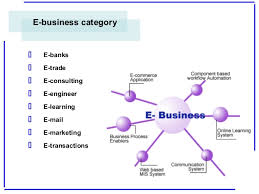 E-business category
E-banks
E-trade
E-consulting
E-engineer
E-learning
E-mail
E-marketing
E-transactions
E-commerce
Application
Component based
workflow Automation
E- Business
Online Learning
System
Business Process
Enablers
Web based
MIS System
Communication
System